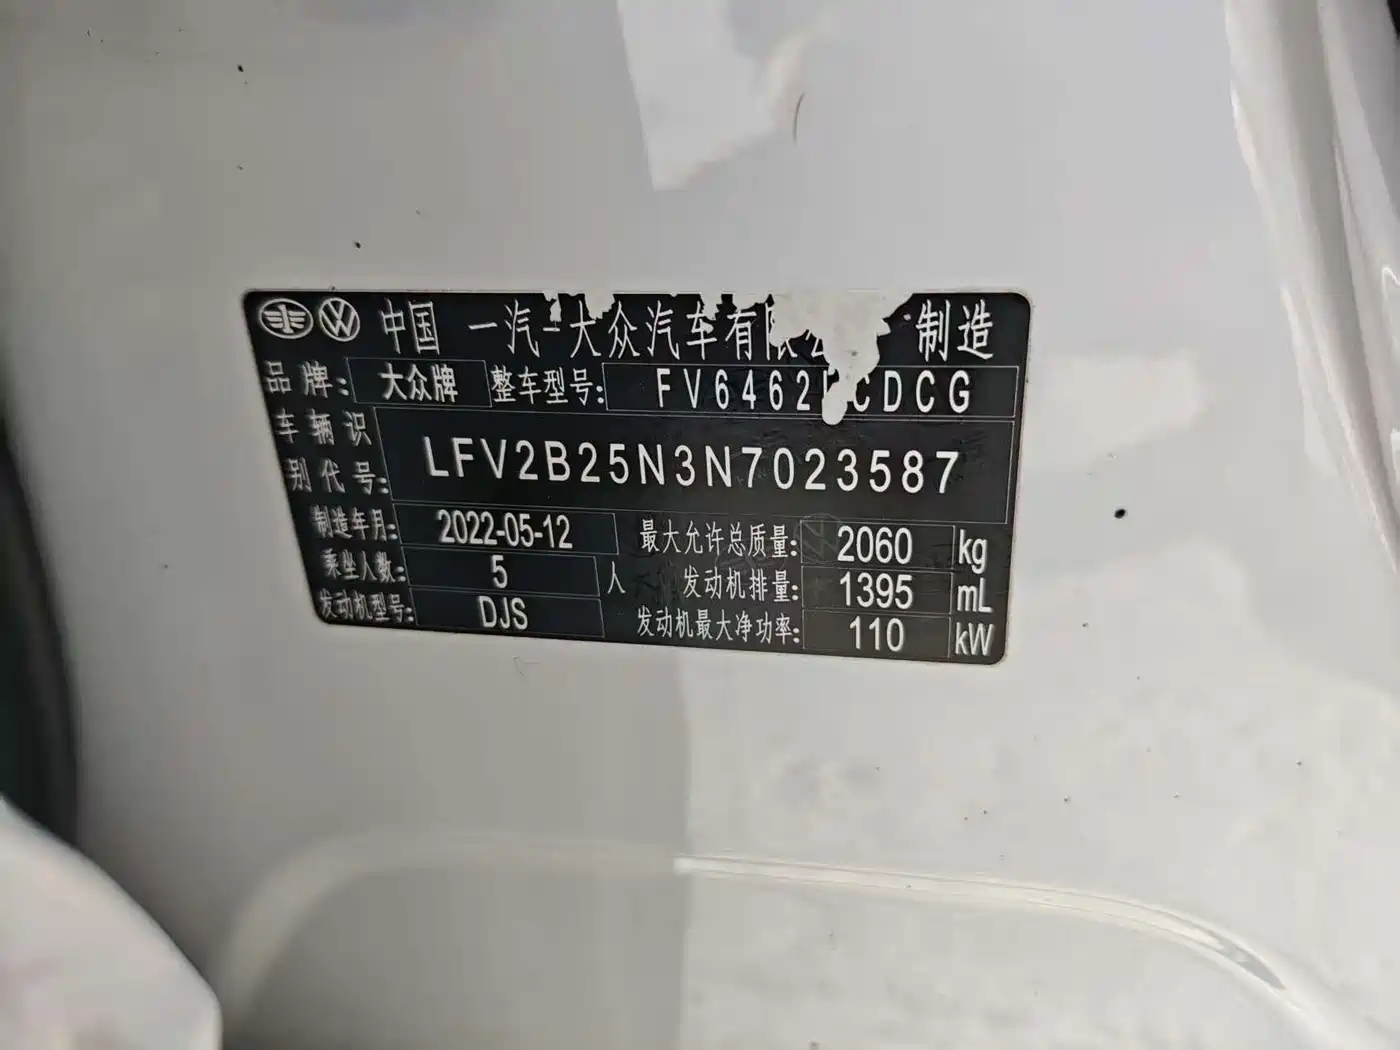 中国 一汽-大众汽车有限 制造
品牌: 大众牌 整车型号:
车辆识别代号: LFV2B25N3N7023587
制造年月: 2022-05-12 最大允许总质量: 2060 kg
乘坐人数: 5 人 发动机排量: 1395 mL
发动机型号: DJS 发动机最大净功率: 110 kW